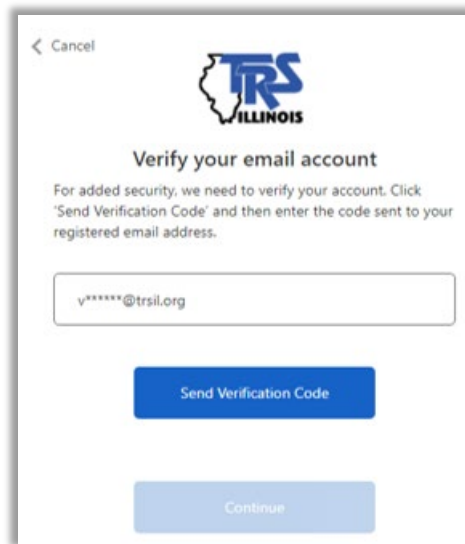 Cancel
TRS
ILLINOIS
Verify your email account
For added security, we need to verify your account. Click
'Send Verification Code' and then enter the code sent to your
registered email address.
v******@trsil.org
Send Verification Code
Continue